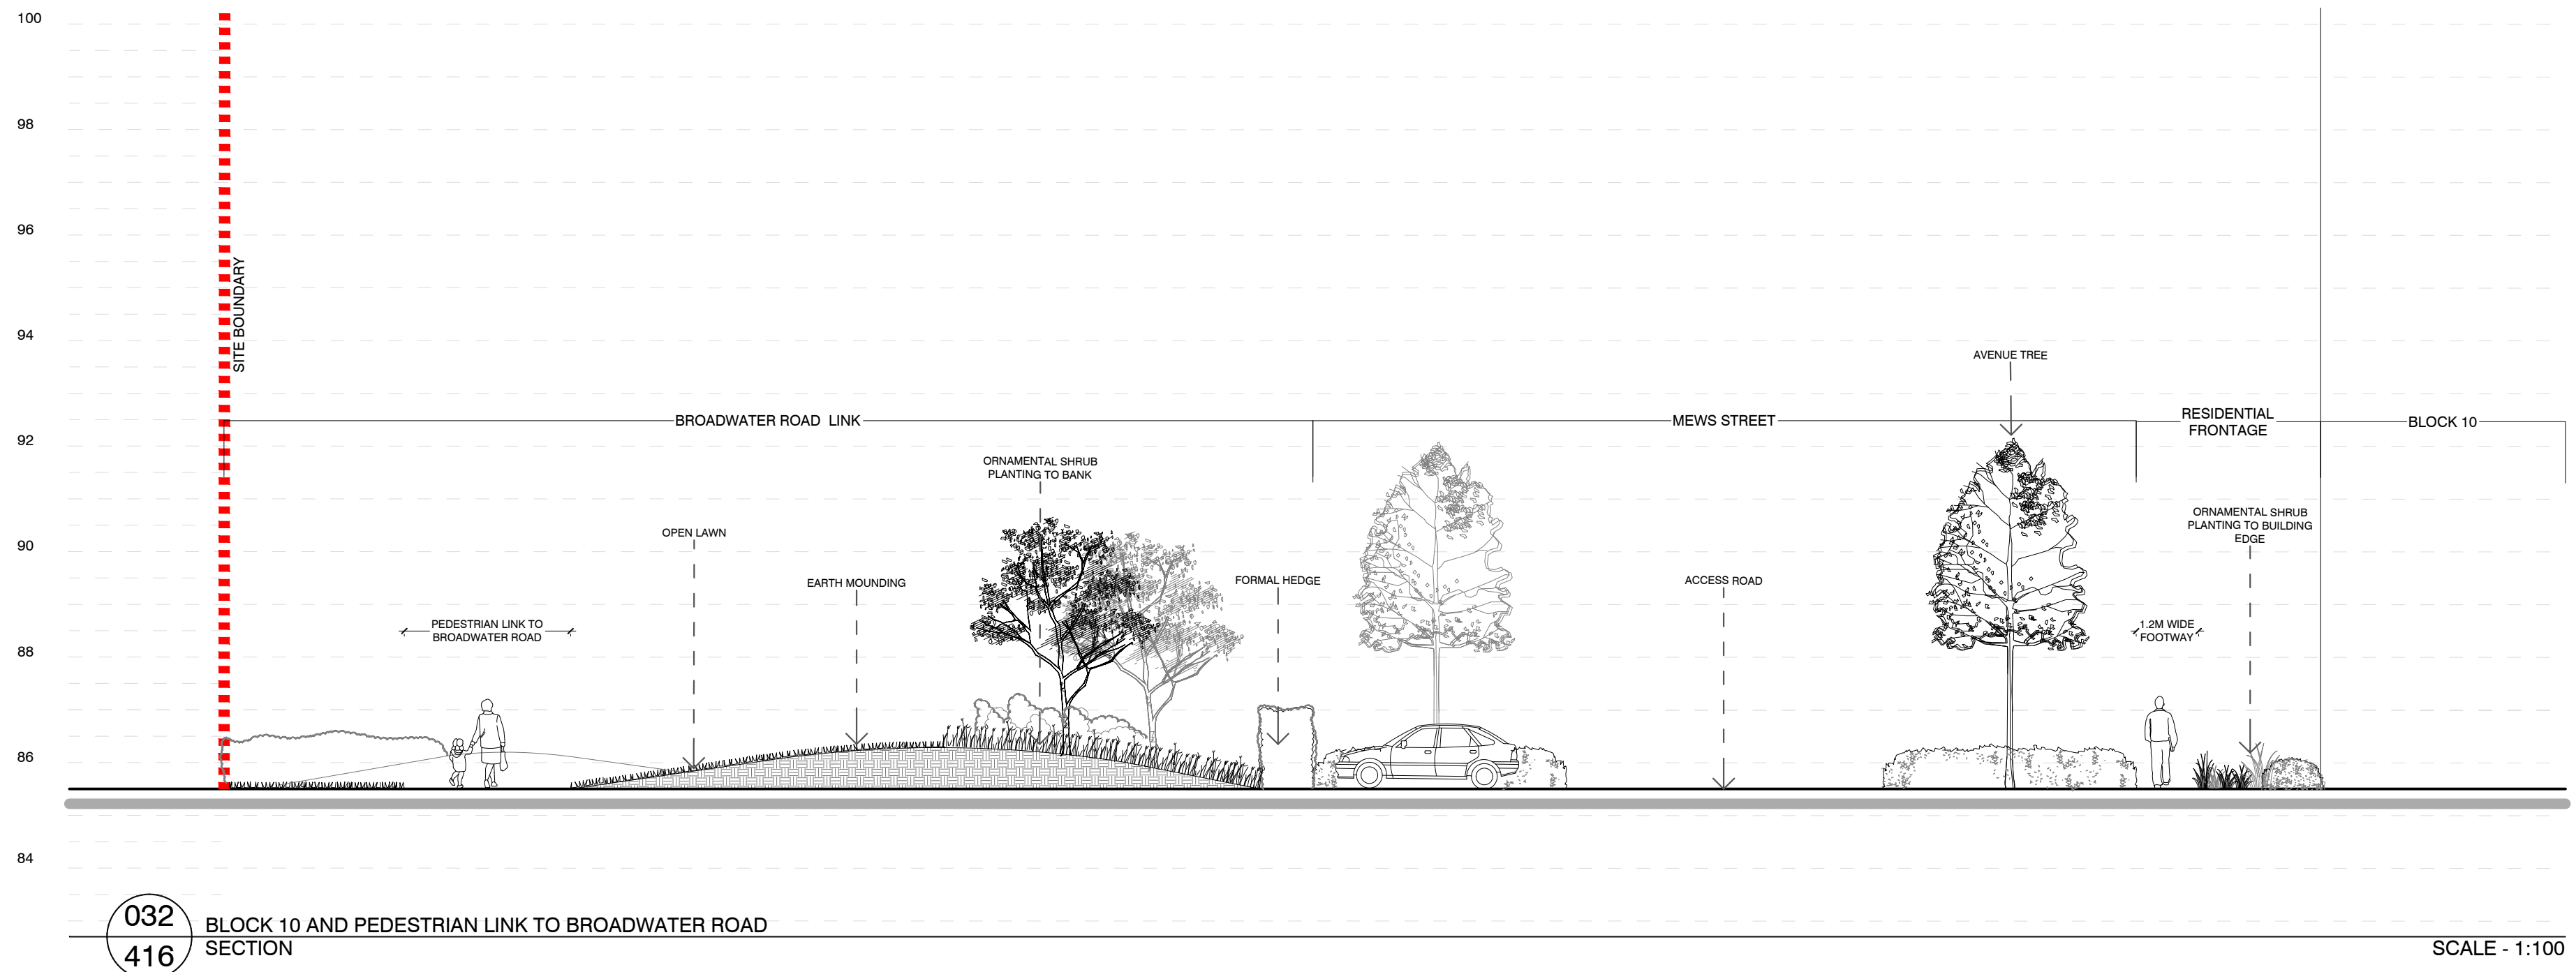 100
98
96
94
92
90
88
86
84
SITE BOUNDARY
BROADWATER ROAD LINK
MEWS STREET
RESIDENTIAL
FRONTAGE
BLOCK 10
AVENUE TREE
ORNAMENTAL SHRUB
PLANTING TO BANK
OPEN LAWN
EARTH MOUNDING
FORMAL HEDGE
ACCESS ROAD
ORNAMENTAL SHRUB
PLANTING TO BUILDING
EDGE
PEDESTRIAN LINK TO
BROADWATER ROAD
1.2M WIDE
FOOTWAY
032
416
BLOCK 10 AND PEDESTRIAN LINK TO BROADWATER ROAD
SECTION
SCALE - 1:100